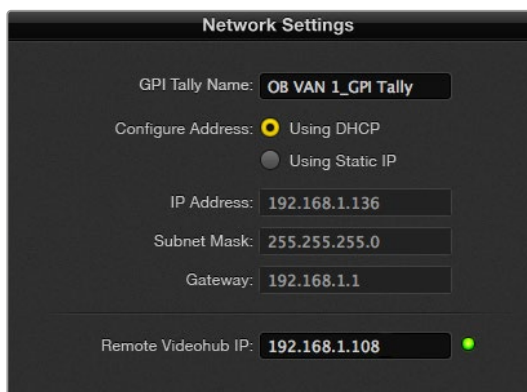 Network Settings
GPI Tally Name: OB VAN 1_GPI Tally
Configure Address: Using DHCP
Using Static IP
IP Address: 192.168.1.136
Subnet Mask: 255.255.255.0
Gateway: 192.168.1.1
Remote Videohub IP: 192.168.1.108